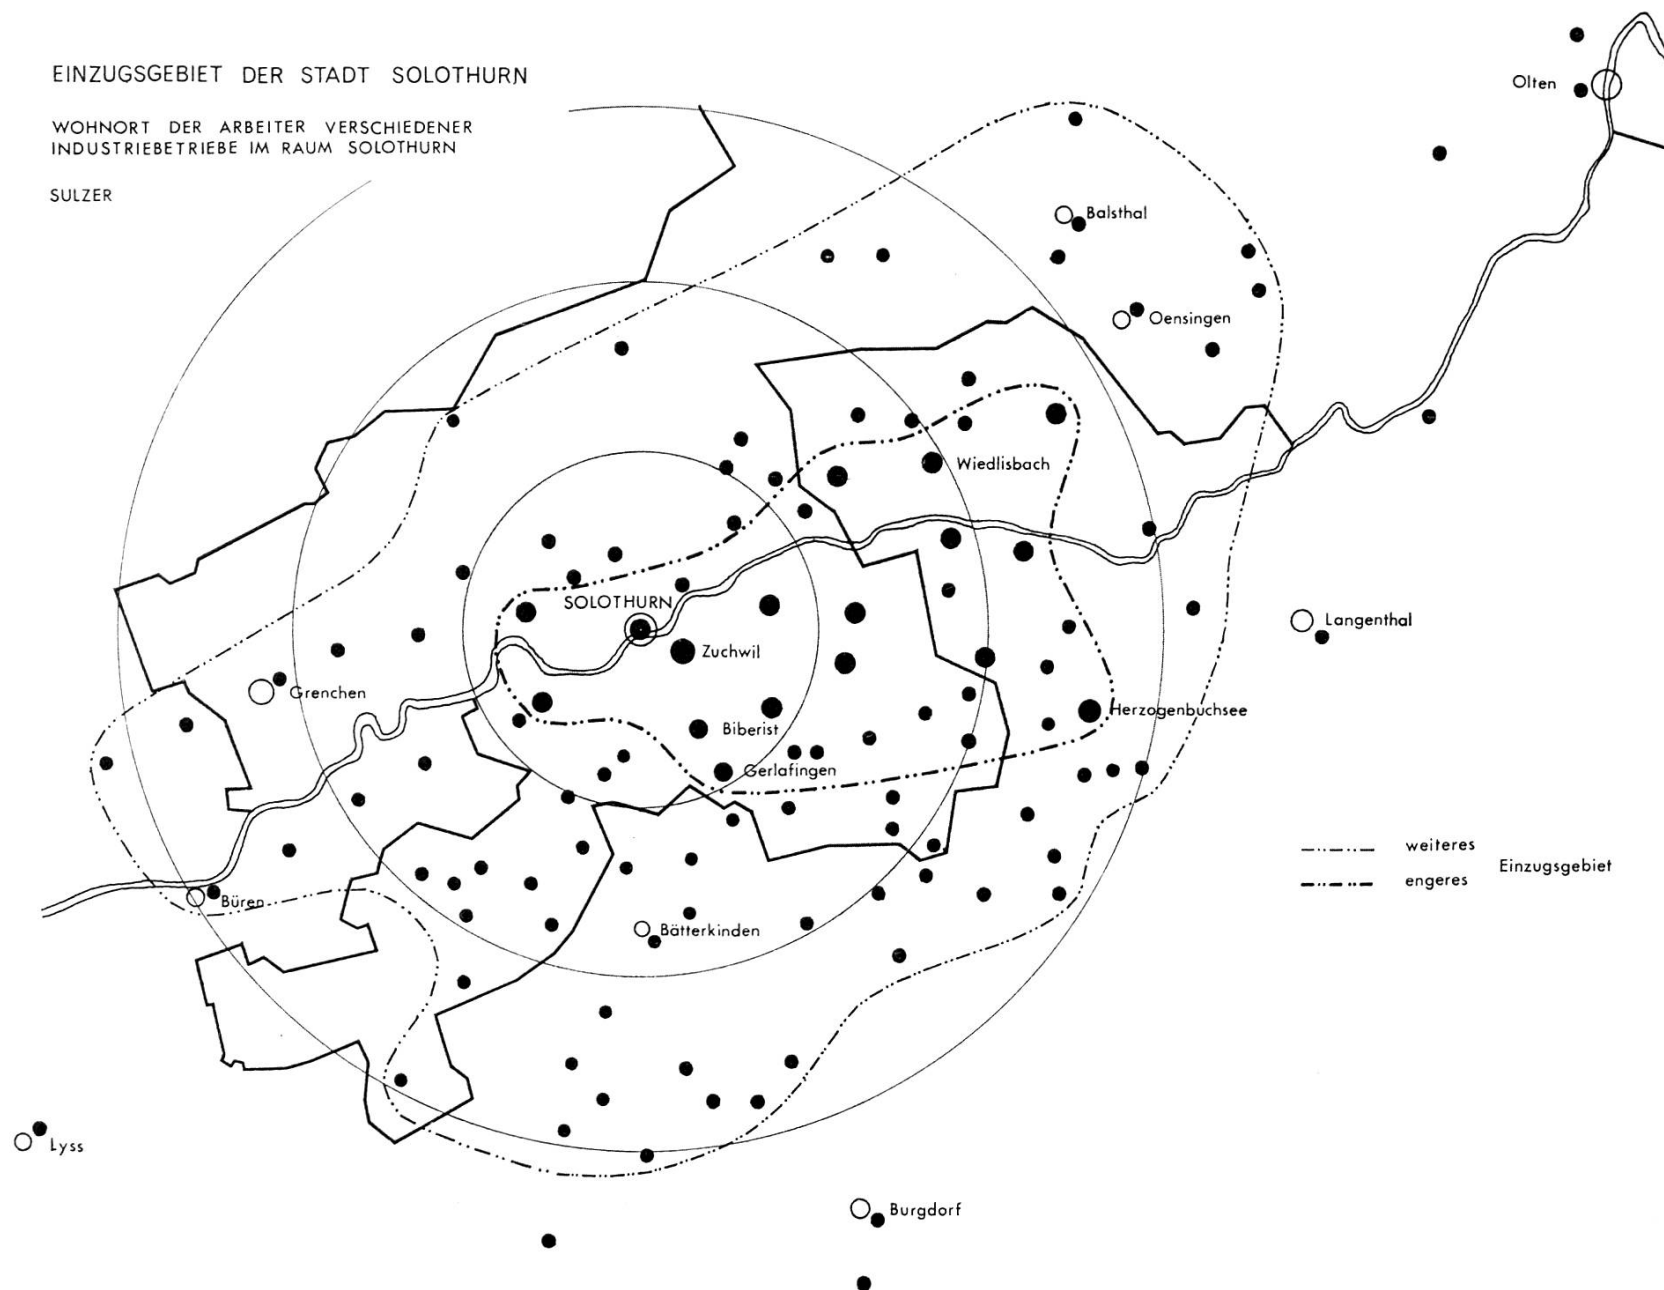 EINZUGSGEBIET DER STADT SOLOTHURN
WOHNORT DER ARBEITER VERSCHIEDENER
INDUSTRIEBETRIEBE IM RAUM SOLOTHURN
SULZER
Olten
Balsthal
Oensingen
Wiedlisbach
SOLOTHURN
Langenthal
Zuchwil
Grenchen
Herzogenbuchsee
Biberist
Gerlafingen
weiteres
Einzugsgebiet
engeres
Büren
Bätterkinden
Lyss
Burgdorf